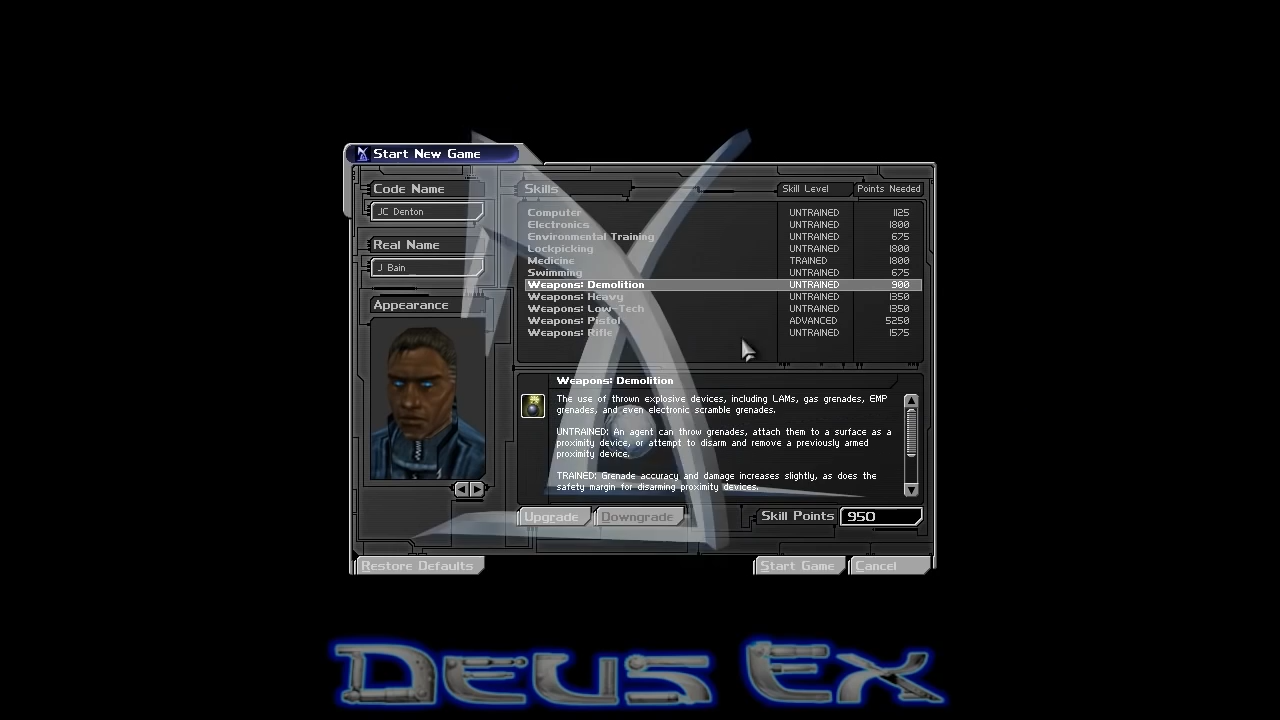 Start New Game
Code Name
JC Denton
Real Name
J Bain_
Appearance
Skills Skill Level Points Needed
Computer UNTRAINED 1125
Electronics UNTRAINED 1800
Environmental Training UNTRAINED 675
Lockpicking UNTRAINED 1800
Medicine TRAINED 1800
Swimming UNTRAINED 675
Weapons: Demolition UNTRAINED 900
Weapons: Heavy UNTRAINED 1350
Weapons: Low-Tech UNTRAINED 1350
Weapons: Pistol ADVANCED 5250
Weapons: Rifle UNTRAINED 1575
Weapons: Demolition
The use of thrown explosive devices, including LAMs, gas grenades, EMP
grenades, and even electronic scramble grenades.
UNTRAINED: An agent can throw grenades, attach them to a surface as a
proximity device, or attempt to disarm and remove a previously armed
proximity device.
TRAINED: Grenade accuracy and damage increases slightly, as does the
safety margin for disarming proximity devices.
Upgrade Downgrade Skill Points 950
Restore Defaults Start Game Cancel
DEUS EX